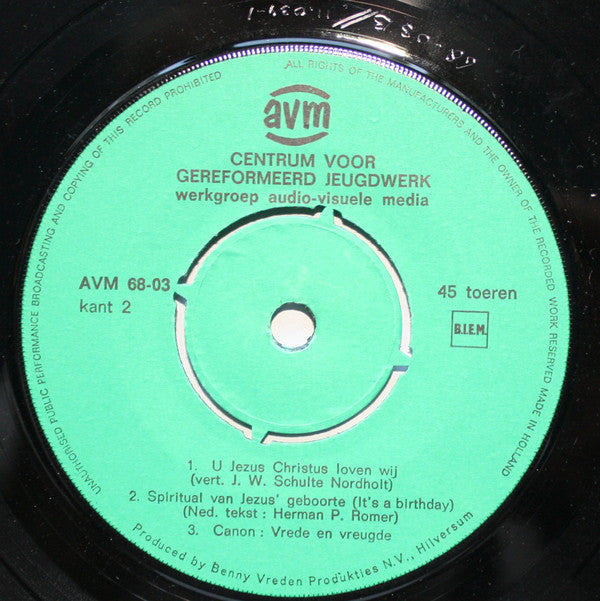 ALL RIGHTS OF THE MANUFACTURERS AND THE OWNER OF THE RECORDED WORK RESERVED MADE IN HOLLAND
UNAUTHORISED PUBLIC PERFORMANCE BROADCASTING AND COPYING OF THIS RECORD PROHIBITED
avm
CENTRUM VOOR
GEREFORMEERD JEUGDWERK
werkgroep audio-visuele media
AVM 68-03
kant 2
45 toeren
B.I.E.M.
1. U Jezus Christus loven wij
(vert. J. W. Schulte Nordholt)
2. Spiritual van Jezus' geboorte (It's a birthday)
(Ned. tekst : Herman P. Romer)
3. Canon : Vrede en vreugde
Produced by Benny Vreden Produkties N.V., Hilversum